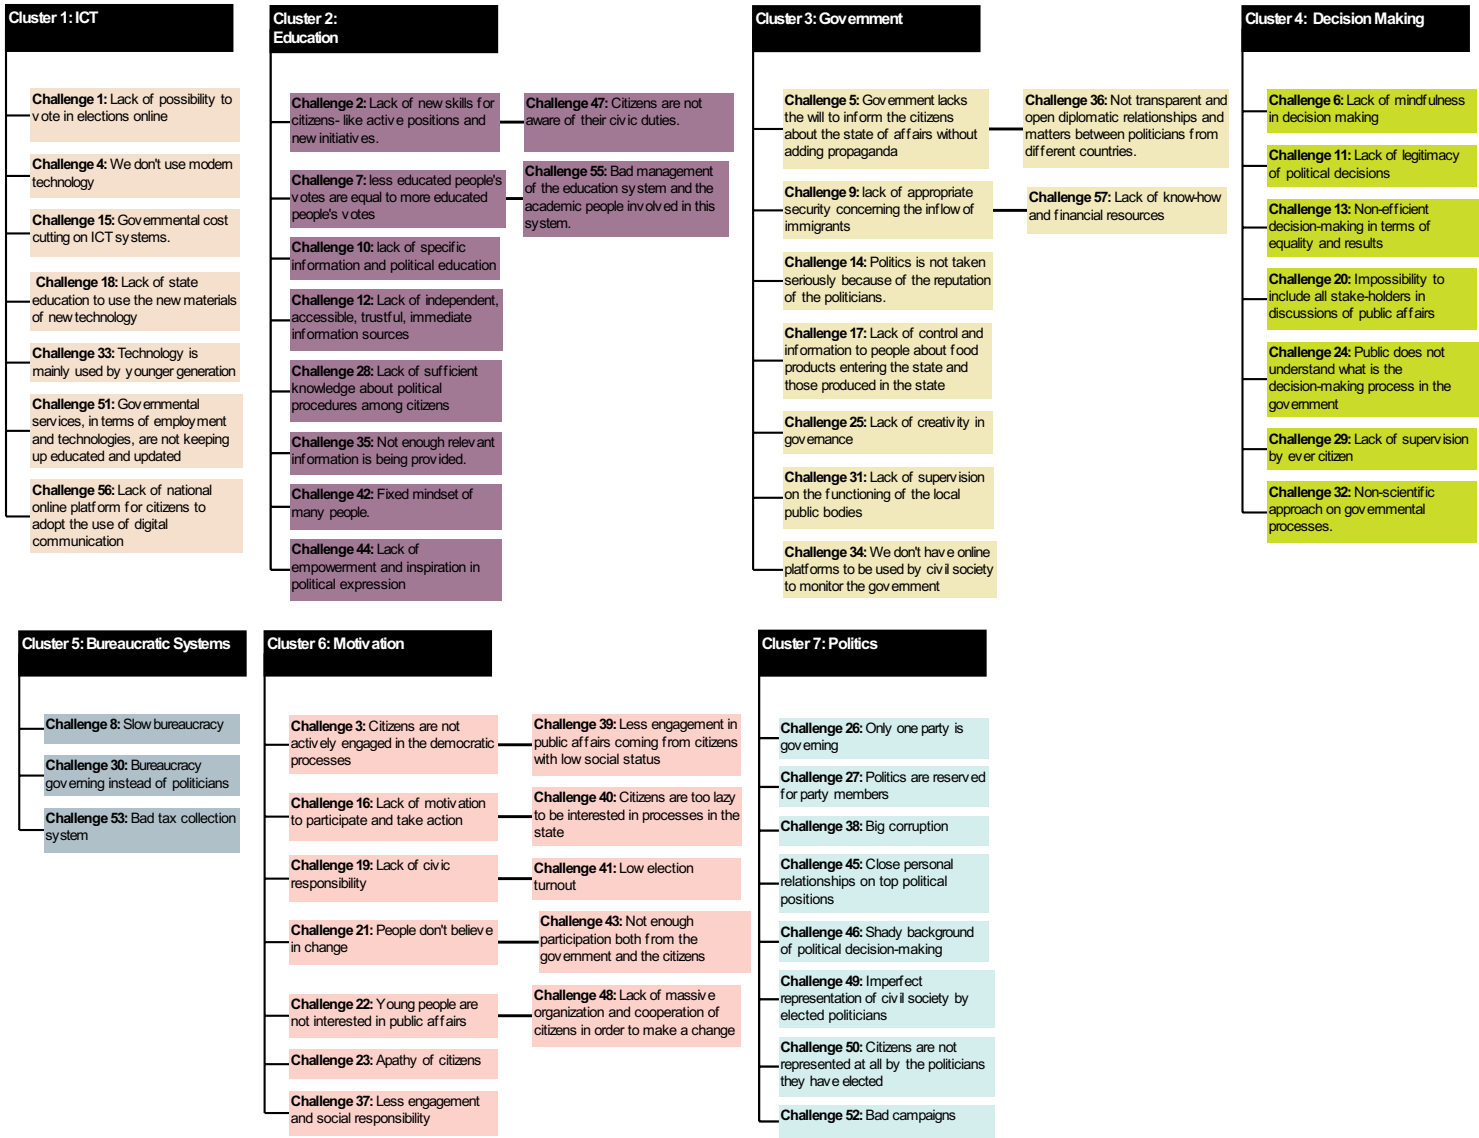 Cluster 1: ICT
Challenge 1: Lack of possibility to
vote in elections online
Challenge 4: We don't use modern
technology
Challenge 15: Governmental cost
cutting on ICT systems.
Challenge 18: Lack of state
education to use the new materials
of new technology
Challenge 33: Technology is
mainly used by younger generation
Challenge 51: Governmental
services, in terms of employment
and technologies, are not keeping
up educated and updated
Challenge 56: Lack of national
online platform for citizens to
adopt the use of digital
communication
Cluster 2:
Education
Challenge 2: Lack of new skills for
citizens- like active positions and
new initiatives.
Challenge 47: Citizens are not
aware of their civic duties.
Challenge 7: less educated people's
votes are equal to more educated
people's votes
Challenge 55: Bad management
of the education system and the
academic people involved in this
system.
Challenge 10: lack of specific
information and political education
Challenge 12: Lack of independent,
accessible, trustful, immediate
information sources
Challenge 28: Lack of sufficient
knowledge about political
procedures among citizens
Challenge 35: Not enough relevant
information is being provided.
Challenge 42: Fixed mindset of
many people.
Challenge 44: Lack of
empowerment and inspiration in
political expression
Cluster 3: Government
Challenge 5: Government lacks
the will to inform the citizens
about the state of affairs without
adding propaganda
Challenge 36: Not transparent and
open diplomatic relationships and
matters between politicians from
different countries.
Challenge 9: lack of appropriate
security concerning the inflow of
immigrants
Challenge 57: Lack of know-how
and financial resources
Challenge 14: Politics is not taken
seriously because of the reputation
of the politicians.
Challenge 17: Lack of control and
information to people about food
products entering the state and
those produced in the state
Challenge 25: Lack of creativity in
governance
Challenge 31: Lack of supervision
on the functioning of the local
public bodies
Challenge 34: We don't have online
platforms to be used by civil society
to monitor the government
Cluster 4: Decision Making
Challenge 6: Lack of mindfulness
in decision making
Challenge 11: Lack of legitimacy
of political decisions
Challenge 13: Non-efficient
decision-making in terms of
equality and results
Challenge 20: Impossibility to
include all stake-holders in
discussions of public affairs
Challenge 24: Public does not
understand what is the
decision-making process in the
government
Challenge 29: Lack of supervision
by ever citizen
Challenge 32: Non-scientific
approach on governmental
processes.
Cluster 5: Bureaucratic Systems
Challenge 8: Slow bureaucracy
Challenge 30: Bureaucracy
governing instead of politicians
Challenge 53: Bad tax collection
system
Cluster 6: Motivation
Challenge 3: Citizens are not
actively engaged in the democratic
processes
Challenge 39: Less engagement in
public affairs coming from citizens
with low social status
Challenge 16: Lack of motivation
to participate and take action
Challenge 40: Citizens are too lazy
to be interested in processes in the
state
Challenge 19: Lack of civic
responsibility
Challenge 41: Low election
turnout
Challenge 21: People don't believe
in change
Challenge 43: Not enough
participation both from the
government and the citizens
Challenge 22: Young people are
not interested in public affairs
Challenge 48: Lack of massive
organization and cooperation of
citizens in order to make a change
Challenge 23: Apathy of citizens
Challenge 37: Less engagement
and social responsibility
Cluster 7: Politics
Challenge 26: Only one party is
governing
Challenge 27: Politics are reserved
for party members
Challenge 38: Big corruption
Challenge 45: Close personal
relationships on top political
positions
Challenge 46: Shady background
of political decision-making
Challenge 49: Imperfect
representation of civil society by
elected politicians
Challenge 50: Citizens are not
represented at all by the politicians
they have elected
Challenge 52: Bad campaigns